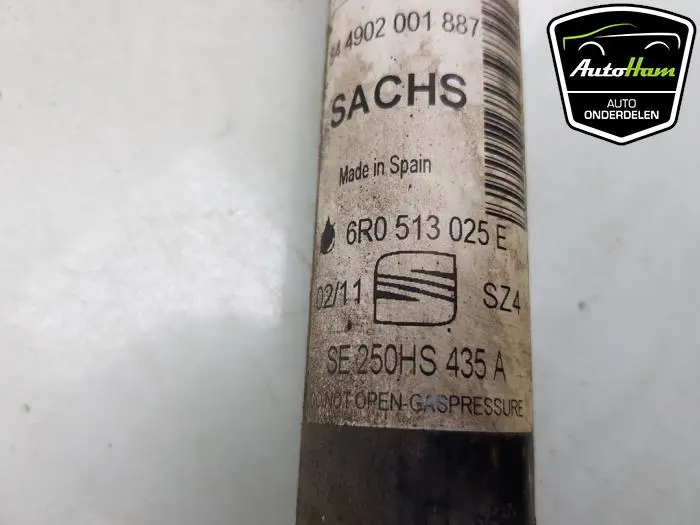 4902 001 887
SACHS
Made in Spain
6R0 513 025 E
02/11
SZ4
SE 250HS 435 A
NOT OPEN-GASPRESSURE
AutoHam
AUTO
ONDERDELEN